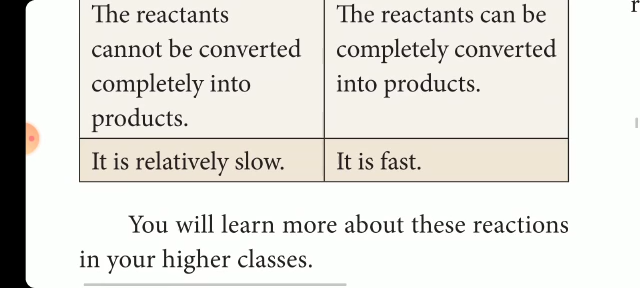 The reactants
cannot be converted
completely into
products.
The reactants can be
completely converted
into products.
It is relatively slow.
It is fast.
You will learn more about these reactions
in your higher classes.